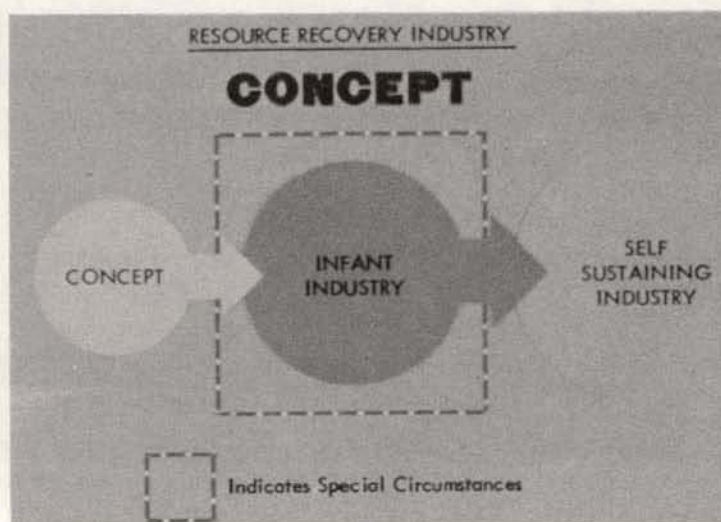 RESOURCE RECOVERY INDUSTRY
CONCEPT
CONCEPT
INFANT
INDUSTRY
SELF
SUSTAINING
INDUSTRY
Indicates Special Circumstances